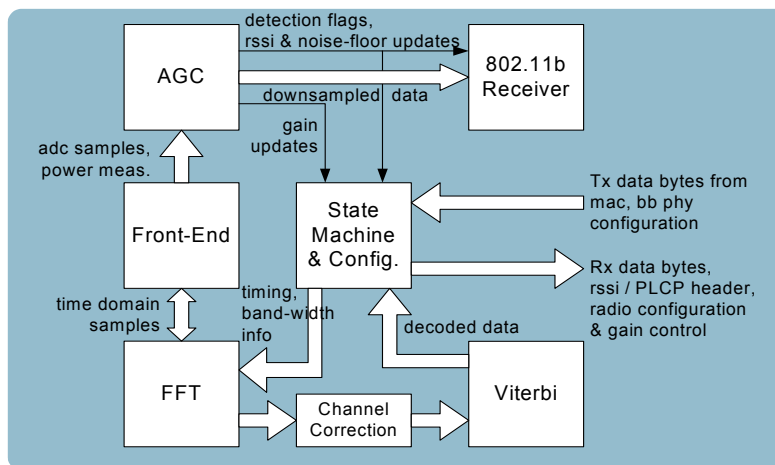 detection flags,
rssi & noise-floor updates
AGC
802.11b
Receiver
downsampled data
gain
updates
adc samples,
power meas.
Front-End
State
Machine
& Config.
Tx data bytes from
mac, bb phy
configuration
Rx data bytes,
rssi / PLCP header,
radio configuration
& gain control
time domain
samples
timing,
band-width
info
decoded data
FFT
Channel
Correction
Viterbi